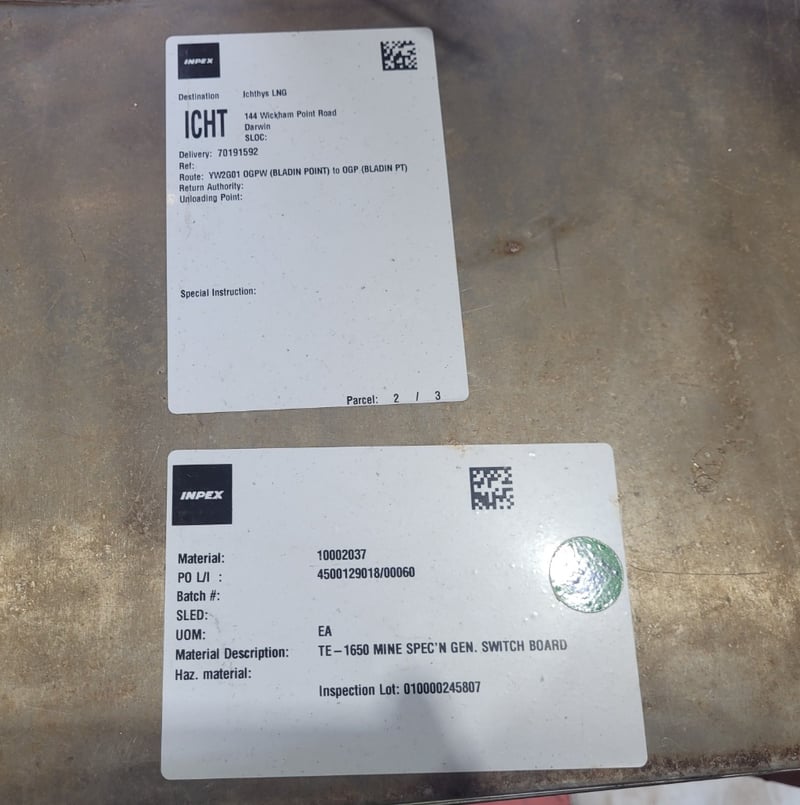 INPEX
Destination Ichthys LNG
ICHT 144 Wickham Point Road
Darwin
SLOC:
Delivery: 70191592
Ref:
Route: YW2G01 OGPW (BLADIN POINT) to OGP (BLADIN PT)
Return Authority:
Unloading Point:
Special Instruction:
Parcel: 2 / 3
INPEX
Material: 10002037
PO L/I : 4500129018/00060
Batch #:
SLED:
UOM: EA
Material Description: TE-1650 MINE SPEC'N GEN. SWITCH BOARD
Haz. material:
Inspection Lot: 010000245807